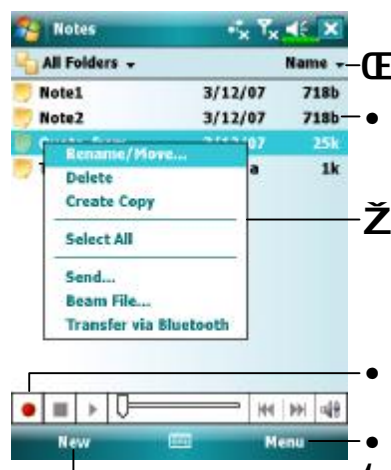 Notes
All Folders Name Œ
Note1 3/12/07 718b
Note2 3/12/07 718b •
25k
Rename/Move...
a 1k
Delete
Create Copy
Ž
Select All
Send...
Beam File...
Transfer via Bluetooth
•
New Menu •